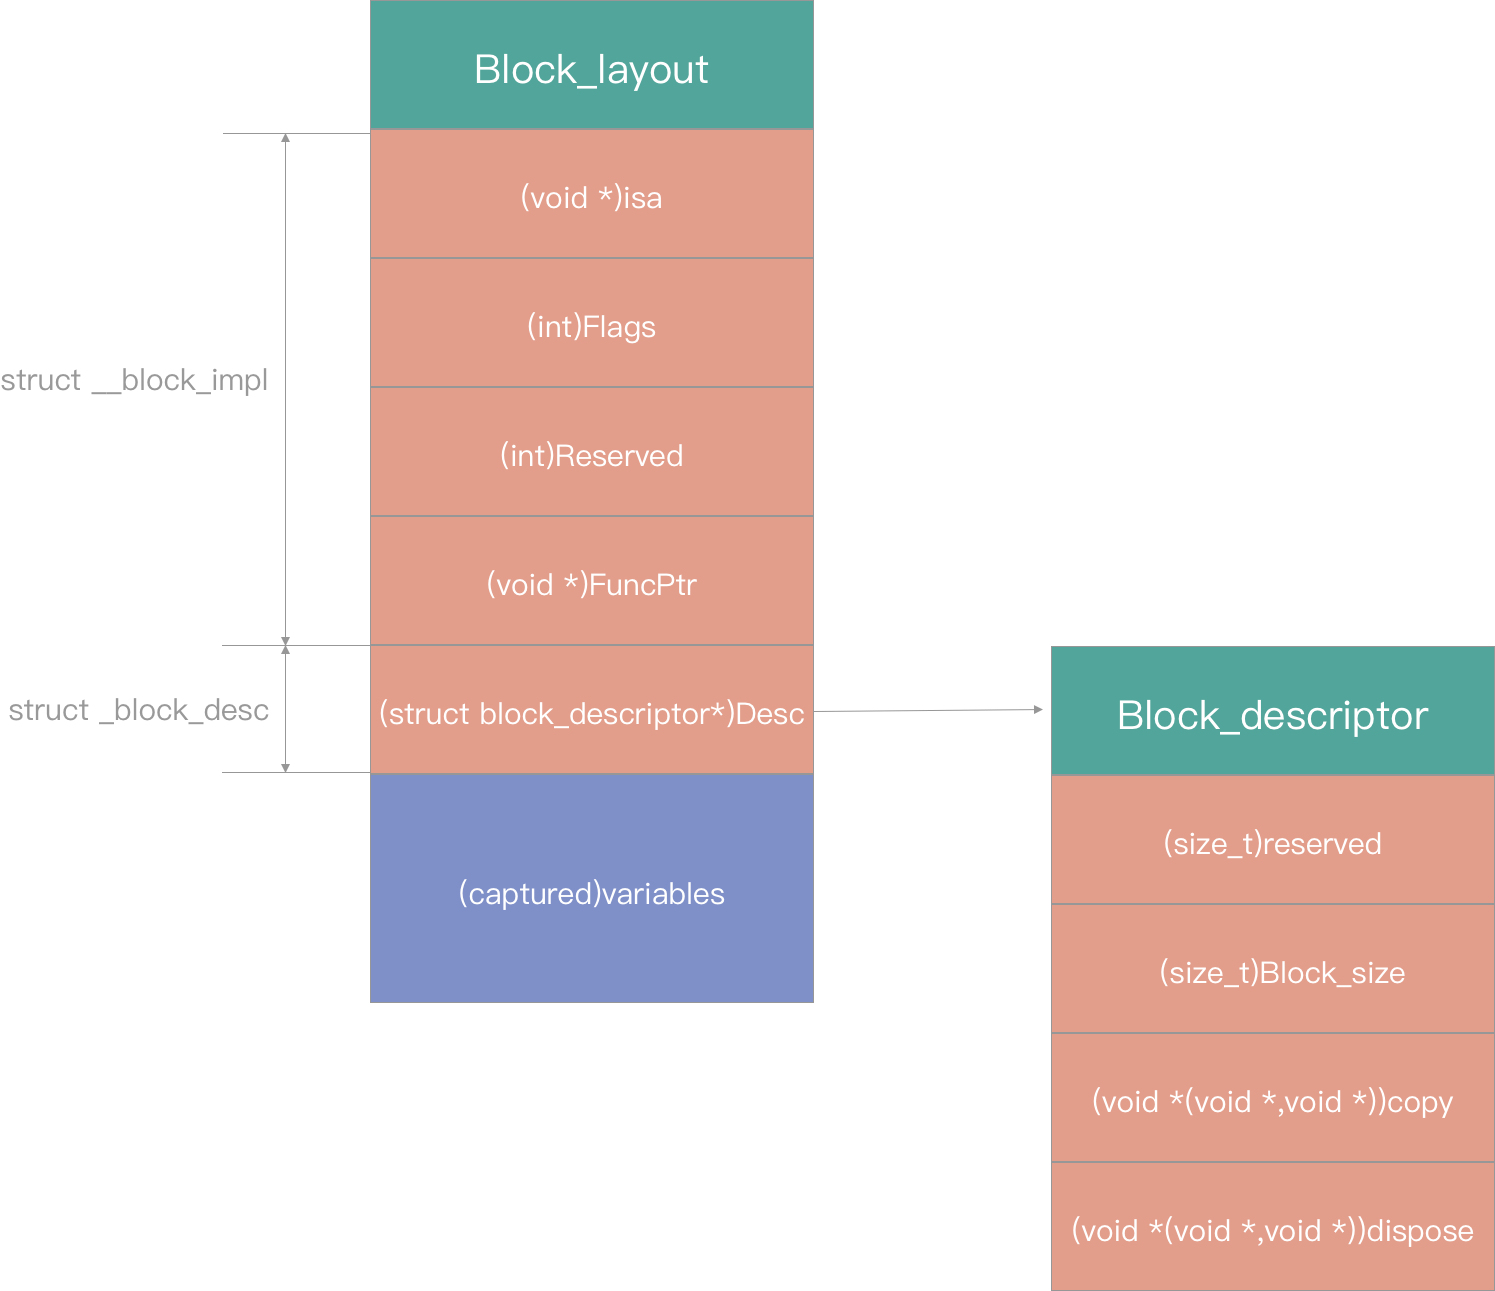 Block_layout
(void *)isa
(int)Flags
struct __block_impl
(int)Reserved
(void *)FuncPtr
struct _block_desc
(struct block_descriptor*)Desc
(captured)variables
Block_descriptor
(size_t)reserved
(size_t)Block_size
(void *(void *,void *))copy
(void *(void *,void *))dispose